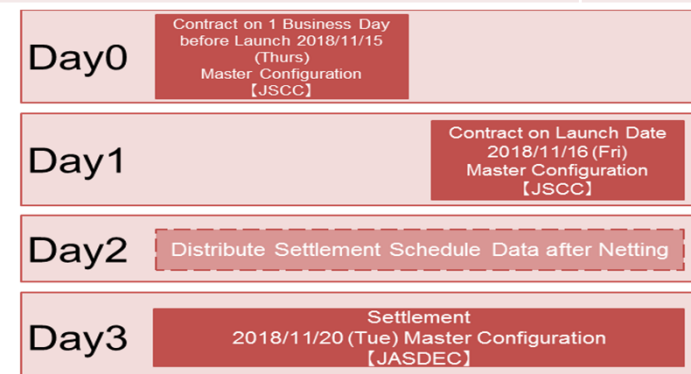 Day0
Contract on 1 Business Day
before Launch 2018/11/15
(Thurs)
Master Configuration
【JSCC】
Day1
Contract on Launch Date
2018/11/16 (Fri)
Master Configuration
【JSCC】
Day2
Distribute Settlement Schedule Data after Netting
Day3
Settlement
2018/11/20 (Tue) Master Configuration
【JASDEC】